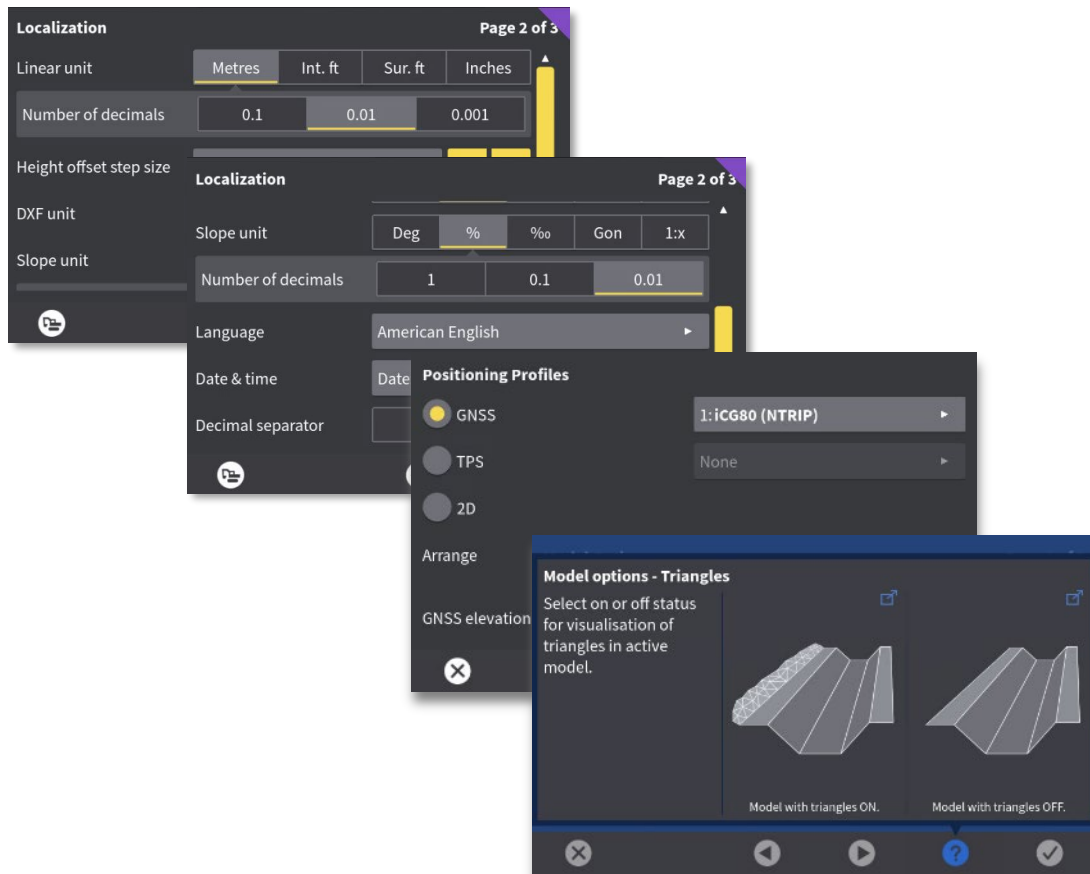 Localization
Page 2 of 3
Linear unit
Metres Int. ft Sur. ft Inches
Number of decimals
0.1 0.01 0.001
Height offset step size
DXF unit
Slope unit
Localization
Page 2 of 3
Slope unit
Deg % ‰ Gon 1:x
Number of decimals
1 0.1 0.01
Language
American English
Date & time
Date
Decimal separator
Positioning Profiles
GNSS
1: iCG80 (NTRIP)
TPS
None
2D
Arrange
GNSS elevation
Model options - Triangles
Select on or off status
for visualisation of
triangles in active
model.
Model with triangles ON.
Model with triangles OFF.
?